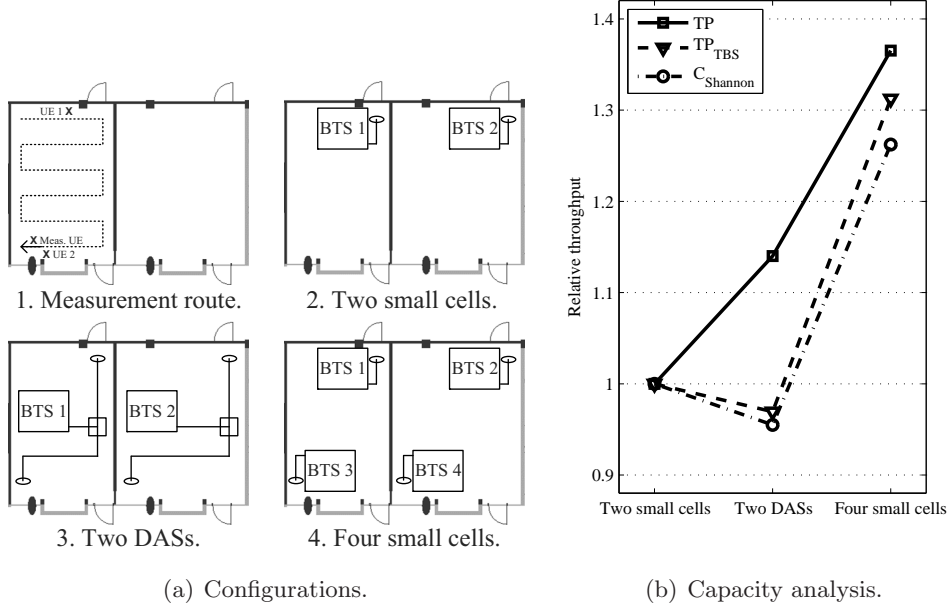 UE 1 X
X Meas. UE
X UE 2
1. Measurement route.
BTS 1
BTS 2
2. Two small cells.
BTS 1
BTS 2
3. Two DASs.
BTS 1
BTS 2
BTS 3
BTS 4
4. Four small cells.
(a) Configurations.
TP
TP_TBS
C_Shannon
1.4
1.3
1.2
1.1
1
0.9
Relative throughput
Two small cells
Two DASs
Four small cells
(b) Capacity analysis.